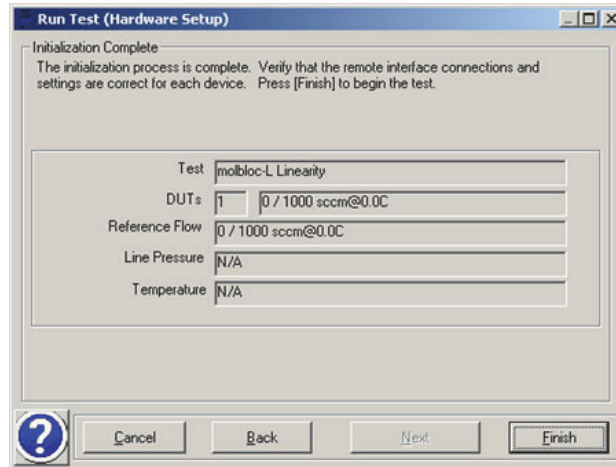 Run Test (Hardware Setup)
Initialization Complete
The initialization process is complete. Verify that the remote interface connections and
settings are correct for each device. Press [Finish] to begin the test.
Test molbloc-L Linearity
DUTs 1 0 / 1000 sccm@0.0C
Reference Flow 0 / 1000 sccm@0.0C
Line Pressure N/A
Temperature N/A
? Cancel Back Next Finish